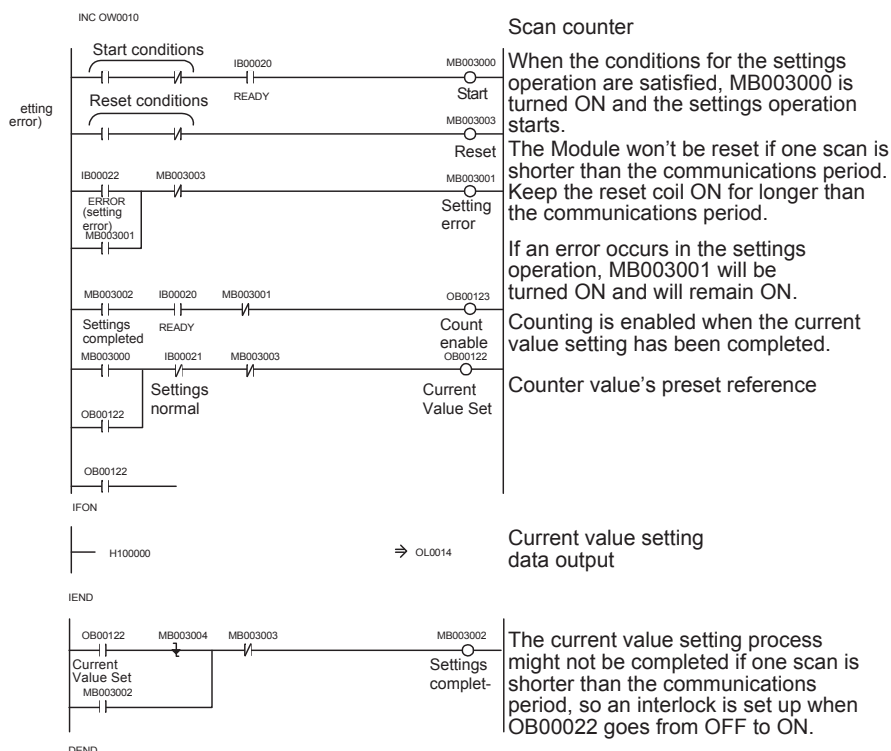 INC OW0010
Scan counter
Start conditions
IB00020
MB003000
READY
Start
When the conditions for the settings
operation are satisfied, MB003000 is
turned ON and the settings operation
starts.
etting
error)
Reset conditions
MB003003
Reset
The Module won't be reset if one scan is
shorter than the communications period.
Keep the reset coil ON for longer than
the communications period.
IB00022
MB003003
MB003001
ERROR
(setting
error)
MB003001
Setting
error
If an error occurs in the settings
operation, MB003001 will be
turned ON and will remain ON.
MB003002
IB00020
MB003001
OB00123
Settings
completed
READY
Count
enable
Counting is enabled when the current
value setting has been completed.
MB003000
IB00021
MB003003
OB00122
Settings
normal
Current
Value Set
Counter value's preset reference
OB00122
OB00122
IFON
H100000
⇒ OL0014
Current value setting
data output
IEND
OB00122
MB003004
MB003003
MB003002
Current
Value Set
MB003002
Settings
complet-
The current value setting process
might not be completed if one scan is
shorter than the communications
period, so an interlock is set up when
OB00022 goes from OFF to ON.
DEND